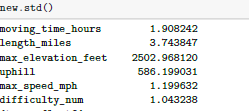 new.std()
moving_time_hours 1.908242
length_miles 3.743847
max_elevation_feet 2502.968120
uphill 586.199031
max_speed_mph 1.199632
difficulty_num 1.043238